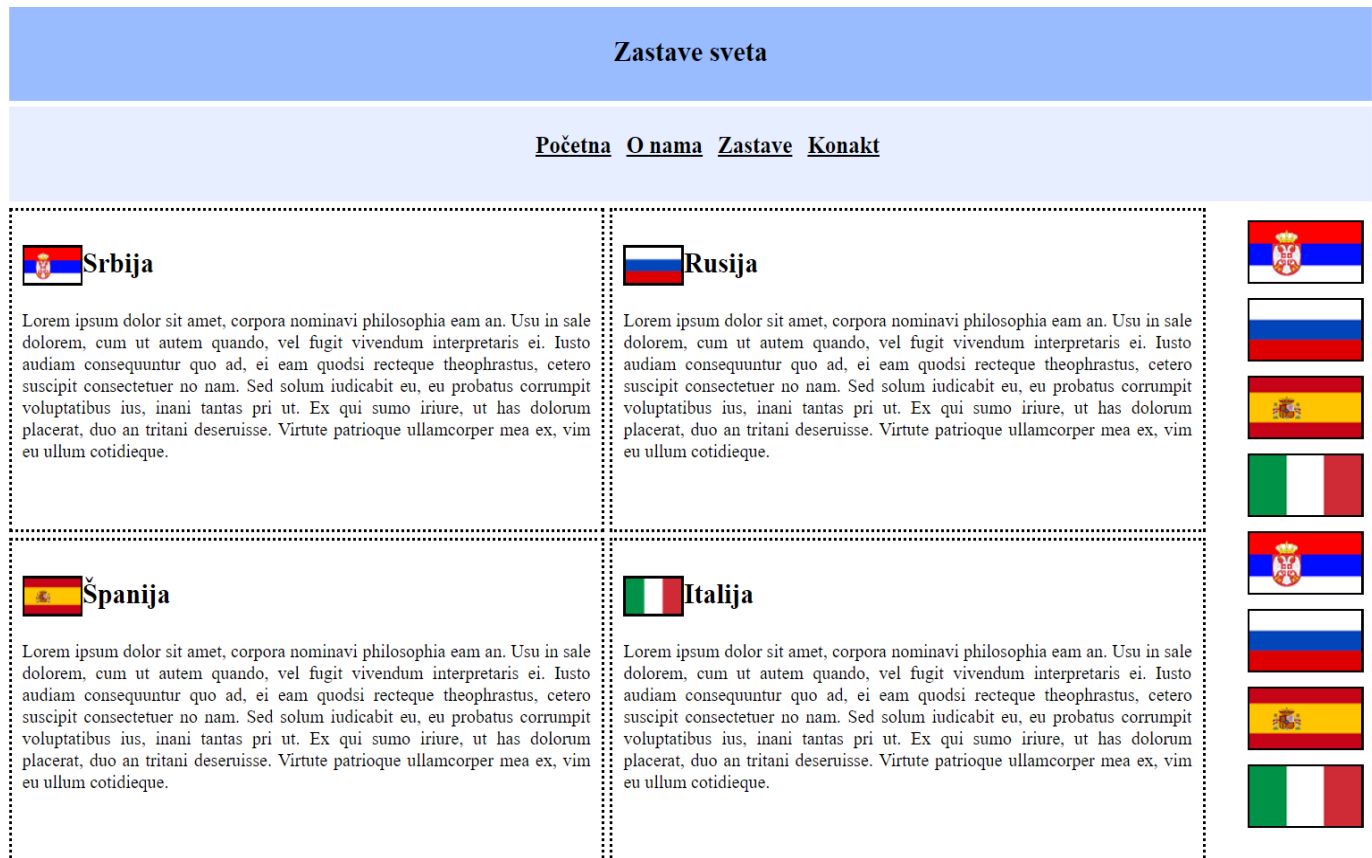 Zastave sveta
Početna O nama Zastave Konakt
Srbija
Lorem ipsum dolor sit amet, corpora nominavi philosophia eam an. Usu in sale
dolorem, cum ut autem quando, vel fugit vivendum interpretaris ei. Iusto
audiam consequuntur quo ad, ei eam quodsi recteque theophrastus, cetero
suscipit consectetuer no nam. Sed solum iudicabit eu, eu probatus corrumpit
voluptatibus ius, inani tantas pri ut. Ex qui sumo iriure, ut has dolorum
placerat, duo an tritani deseruisse. Virtute patrioque ullamcorper mea ex, vim
eu ullum cotidieque.
Rusija
Lorem ipsum dolor sit amet, corpora nominavi philosophia eam an. Usu in sale
dolorem, cum ut autem quando, vel fugit vivendum interpretaris ei. Iusto
audiam consequuntur quo ad, ei eam quodsi recteque theophrastus, cetero
suscipit consectetuer no nam. Sed solum iudicabit eu, eu probatus corrumpit
voluptatibus ius, inani tantas pri ut. Ex qui sumo iriure, ut has dolorum
placerat, duo an tritani deseruisse. Virtute patrioque ullamcorper mea ex, vim
eu ullum cotidieque.
Španija
Lorem ipsum dolor sit amet, corpora nominavi philosophia eam an. Usu in sale
dolorem, cum ut autem quando, vel fugit vivendum interpretaris ei. Iusto
audiam consequuntur quo ad, ei eam quodsi recteque theophrastus, cetero
suscipit consectetuer no nam. Sed solum iudicabit eu, eu probatus corrumpit
voluptatibus ius, inani tantas pri ut. Ex qui sumo iriure, ut has dolorum
placerat, duo an tritani deseruisse. Virtute patrioque ullamcorper mea ex, vim
eu ullum cotidieque.
Italija
Lorem ipsum dolor sit amet, corpora nominavi philosophia eam an. Usu in sale
dolorem, cum ut autem quando, vel fugit vivendum interpretaris ei. Iusto
audiam consequuntur quo ad, ei eam quodsi recteque theophrastus, cetero
suscipit consectetuer no nam. Sed solum iudicabit eu, eu probatus corrumpit
voluptatibus ius, inani tantas pri ut. Ex qui sumo iriure, ut has dolorum
placerat, duo an tritani deseruisse. Virtute patrioque ullamcorper mea ex, vim
eu ullum cotidieque.